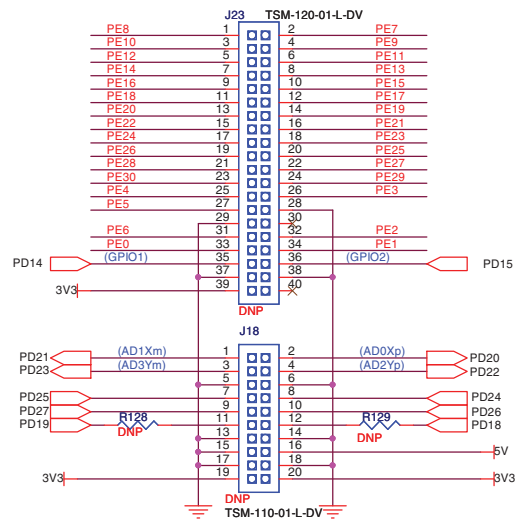 J23 TSM-120-01-L-DV
PE8 1 2 PE7
PE10 3 4 PE9
PE12 5 6 PE11
PE14 7 8 PE13
PE16 9 10 PE15
PE18 11 12 PE17
PE20 13 14 PE19
PE22 15 16 PE21
PE24 17 18 PE23
PE26 19 20 PE25
PE28 21 22 PE27
PE30 23 24 PE29
PE4 25 26 PE3
PE5 27 28
29 30
PE6 31 32 PE2
PE0 33 34 PE1
PD14 (GPIO1) 35 36 (GPIO2) PD15
37 38
3V3 39 40
DNP
J18
PD21 (AD1Xm) 1 2 (AD0Xp) PD20
PD23 (AD3Ym) 3 4 (AD2Yp) PD22
5 6
PD25 7 8 PD24
PD27 9 10 PD26
PD19 R128 11 12 R129 PD18
DNP 13 14 DNP
15 16 5V
17 18
3V3 19 20 3V3
DNP
TSM-110-01-L-DV